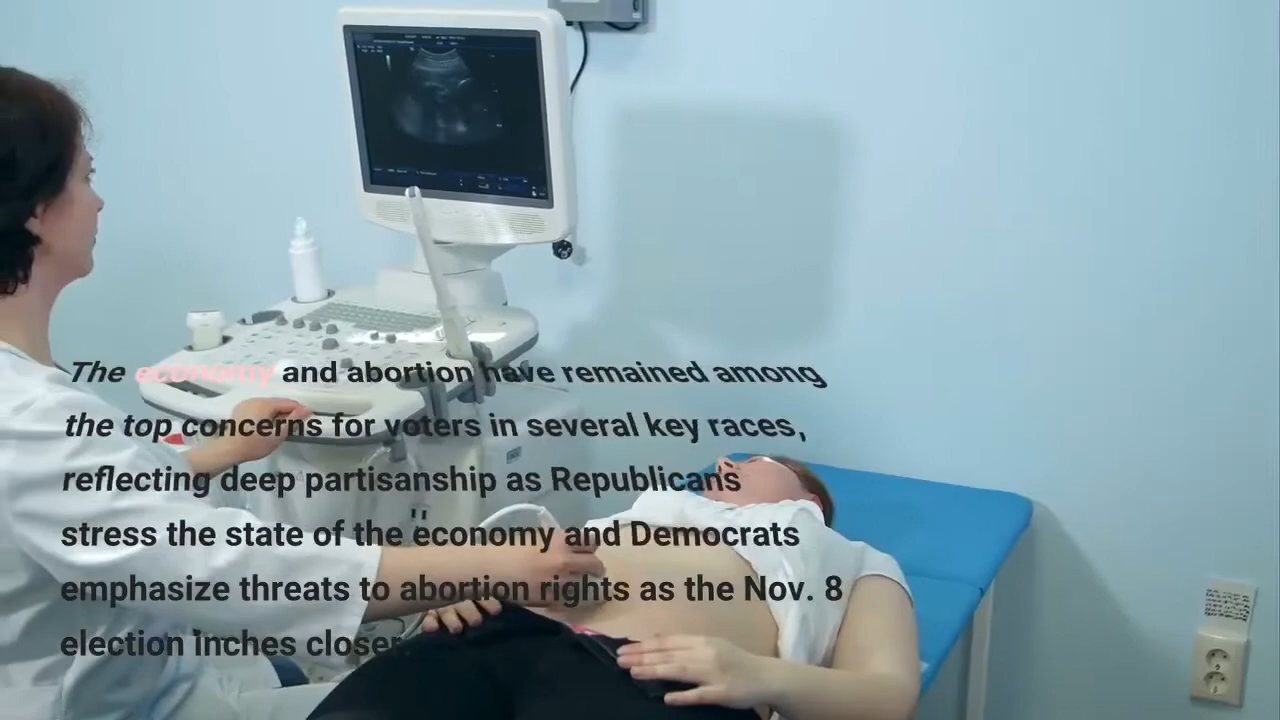 The economy and abortion have remained among
the top concerns for voters in several key races,
reflecting deep partisanship as Republicans
stress the state of the economy and Democrats
emphasize threats to abortion rights as the Nov. 8
election inches closer.